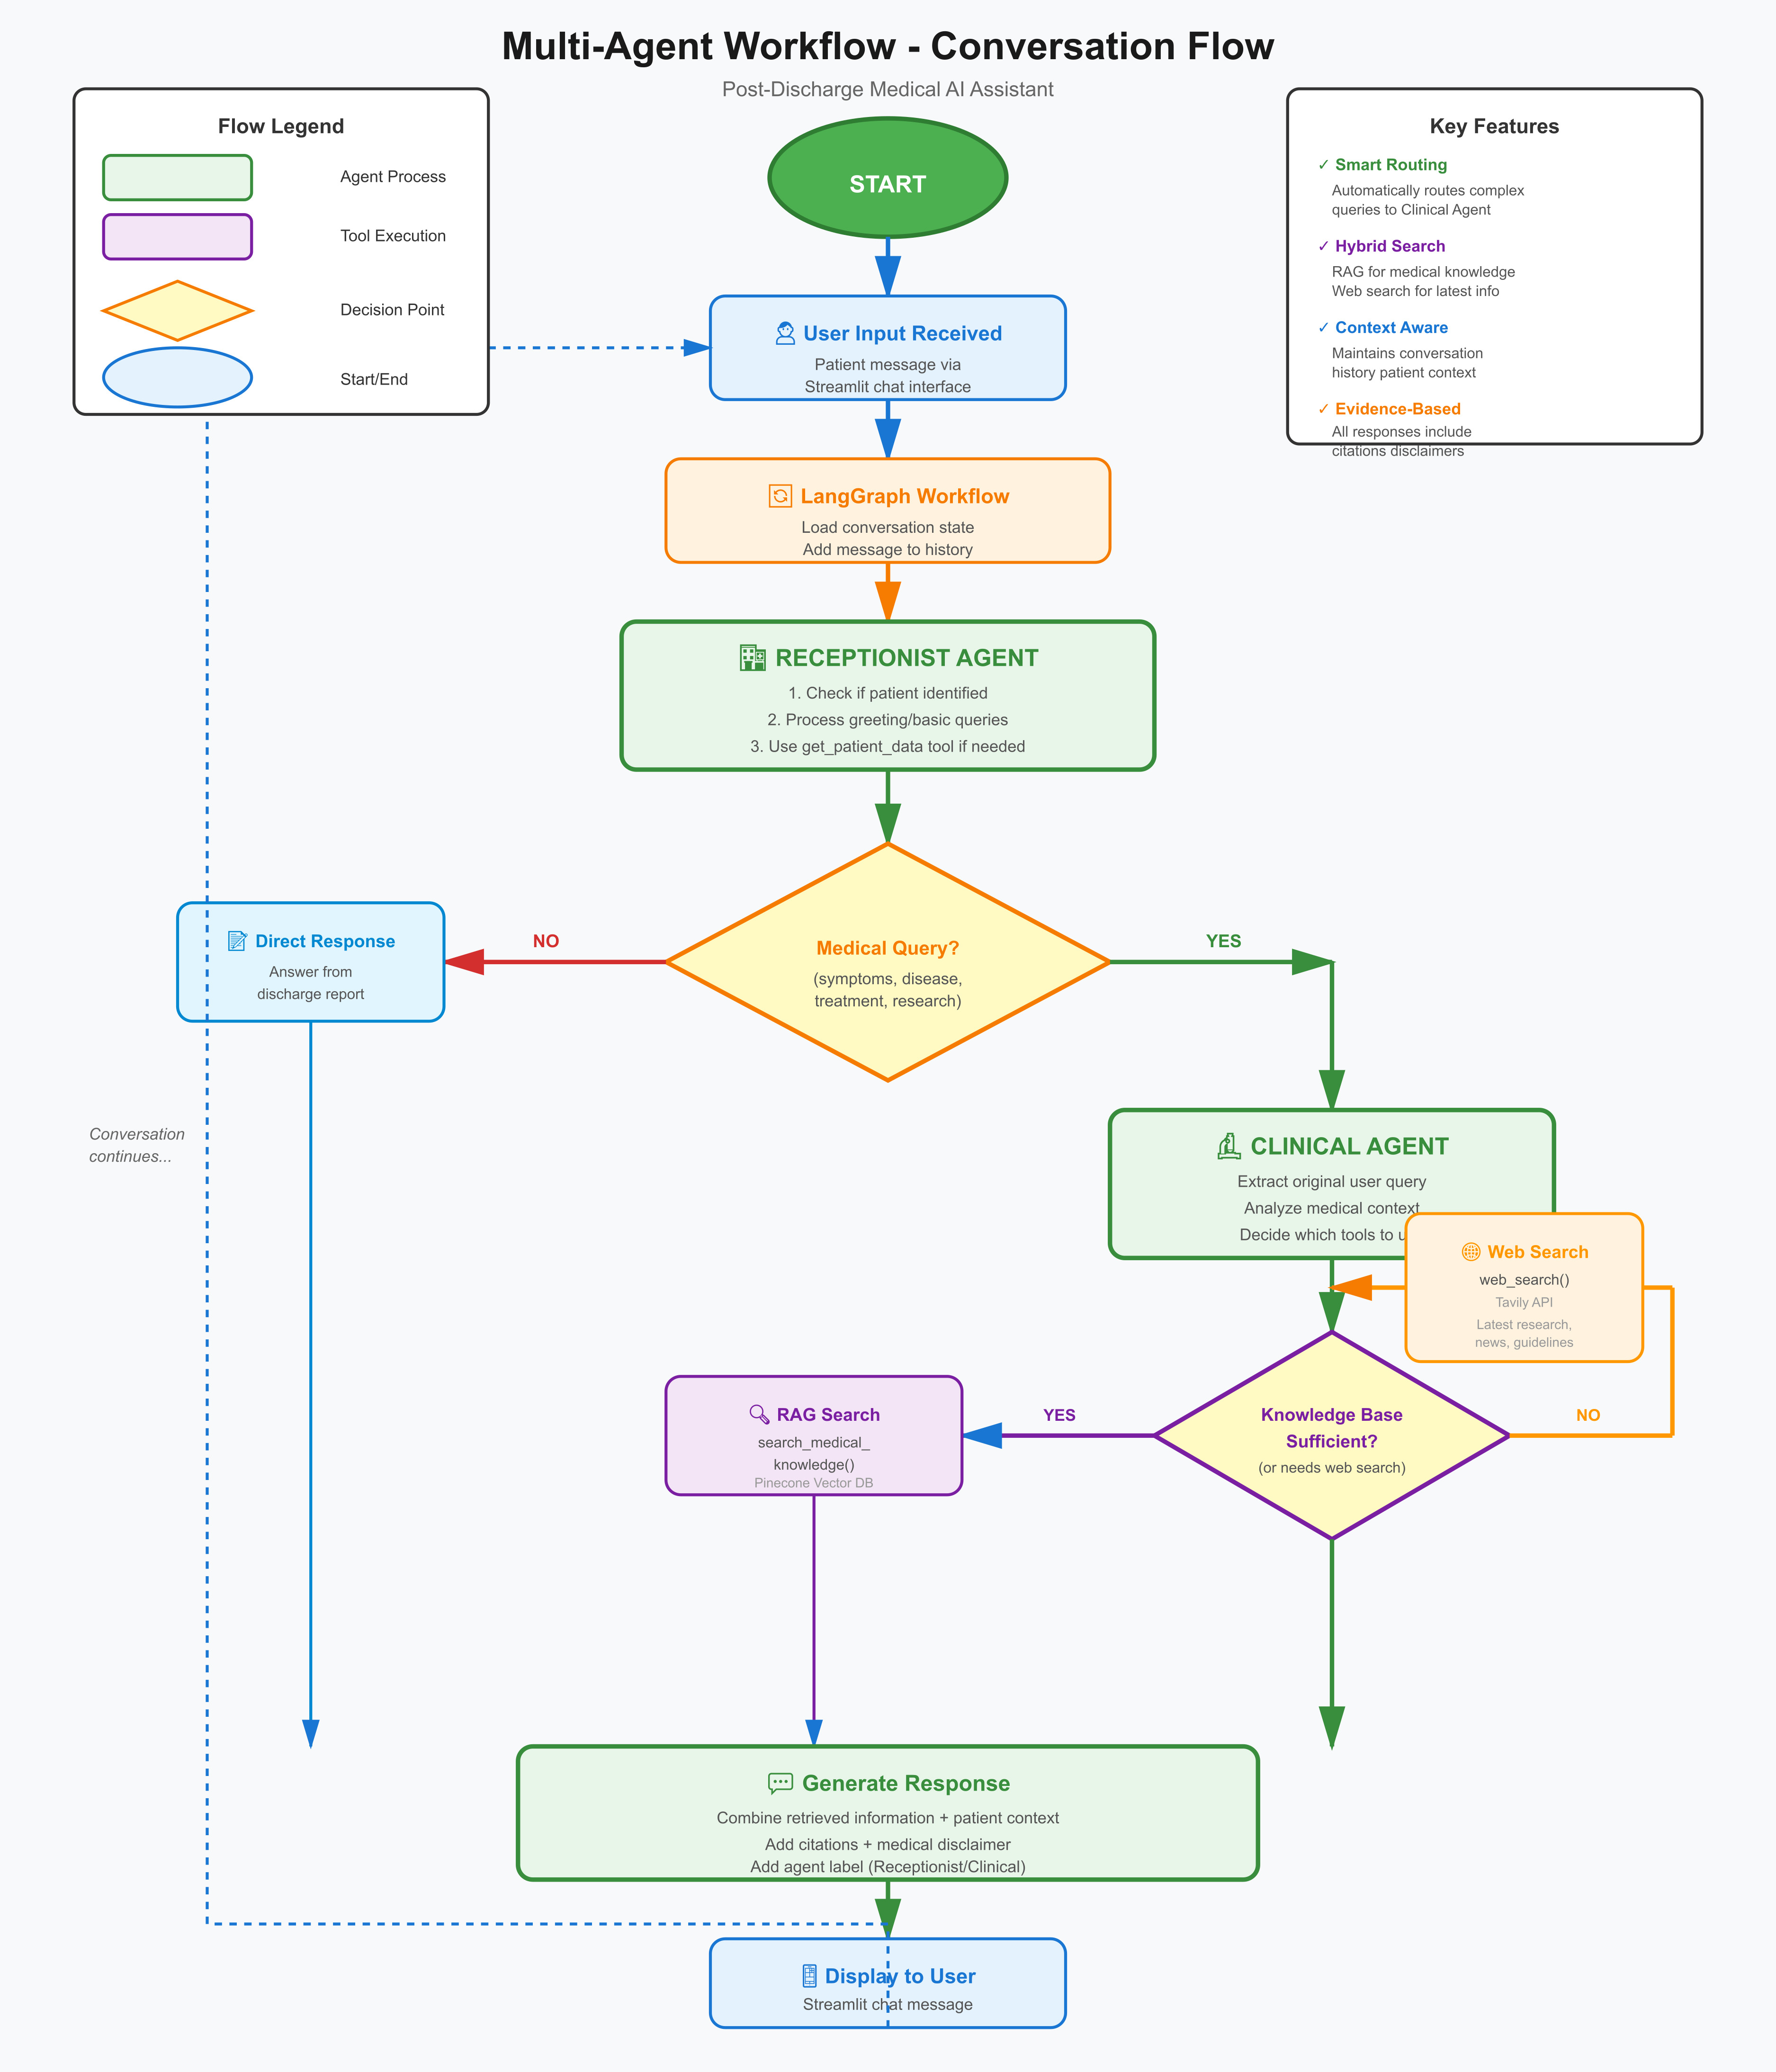 Multi-Agent Workflow - Conversation Flow
Post-Discharge Medical AI Assistant
Flow Legend
Agent Process
Tool Execution
Decision Point
Start/End
Key Features
✓ Smart Routing
Automatically routes complex
queries to Clinical Agent
✓ Hybrid Search
RAG for medical knowledge
Web search for latest info
✓ Context Aware
Maintains conversation
history patient context
✓ Evidence-Based
All responses include
citations disclaimers
START
User Input Received
Patient message via
Streamlit chat interface
LangGraph Workflow
Load conversation state
Add message to history
RECEPTIONIST AGENT
1. Check if patient identified
2. Process greeting/basic queries
3. Use get_patient_data tool if needed
Medical Query?
(symptoms, disease,
treatment, research)
NO
YES
Direct Response
Answer from
discharge report
Conversation
continues...
CLINICAL AGENT
Extract original user query
Analyze medical context
Decide which tools to
Web Search
web_search()
Tavily API
Latest research,
news, guidelines
Knowledge Base
Sufficient?
(or needs web search)
YES
NO
RAG Search
search_medical_
knowledge()
Pinecone Vector DB
Generate Response
Combine retrieved information + patient context
Add citations + medical disclaimer
Add agent label (Receptionist/Clinical)
Display to User
Streamlit chat message